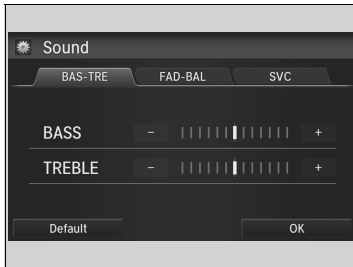 Sound
BAS-TRE FAD-BAL SVC
BASS - +
TREBLE - +
Default OK